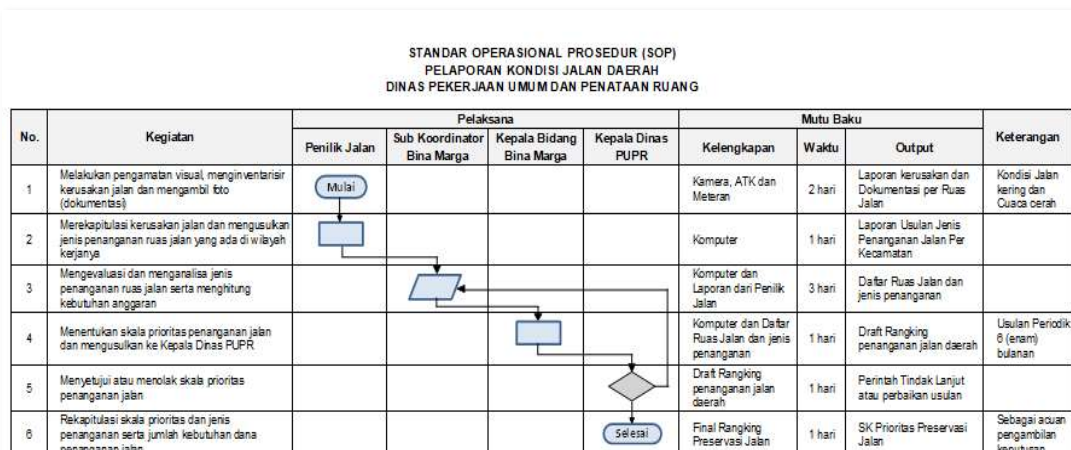 STANDAR OPERASIONAL PROSEDUR (SOP)
PELAPORAN KONDISI JALAN DAERAH
DINAS PEKERJAAN UMUM DAN PENATAAN RUANG
No.
Kegiatan
Pelaksana
Mutu Baku
Keterangan
Penilik Jalan
Sub Koordinator
Bina Marga
Kepala Bidang
Bina Marga
Kepala Dinas
PUPR
Kelengkapan
Waktu
Output
1
Melakukan pengamatan visual, menginventarisir
kerusakan jalan dan mengambil foto
(dokumentasi)
Mulai
Kamera, ATK dan
Meteran
2 hari
Laporan kerusakan dan
Dokumentasi per Ruas
Jalan
Kondisi Jalan
kering dan
Cuaca cerah
2
Merekapitulasi kerusakan jalan dan mengusulkan
jenis penanganan ruas jalan yang ada di wilayah
kerjanya
Komputer
1 hari
Laporan Usulan Jenis
Penanganan Jalan Per
Kecamatan
3
Mengevaluasi dan menganalisa jenis
penanganan ruas jalan serta menghitung
kebutuhan anggaran
Komputer dan
Laporan dari Penilik
Jalan
3 hari
Daftar Ruas Jalan dan
jenis penanganan
4
Menentukan skala prioritas penanganan jalan
dan mengusulkan ke Kepala Dinas PUPR
Komputer dan Daftar
Ruas Jalan dan jenis
penanganan
1 hari
Draft Rangking
penanganan jalan daerah
Usulan Periodik
6 (enam)
bulanan
5
Menyetujui atau menolak skala prioritas
penanganan jalan
Draft Rangking
penanganan jalan
daerah
1 hari
Perintah Tindak Lanjut
atau perbaikan usulan
6
Rekapitulasi skala prioritas dan jenis
penanganan serta jumlah kebutuhan dana
penanganan jalan
Selesai
Final Rangking
Preservasi Jalan
1 hari
SK Prioritas Preservasi
Jalan
Sebagai acuan
pengambilan
keputusan